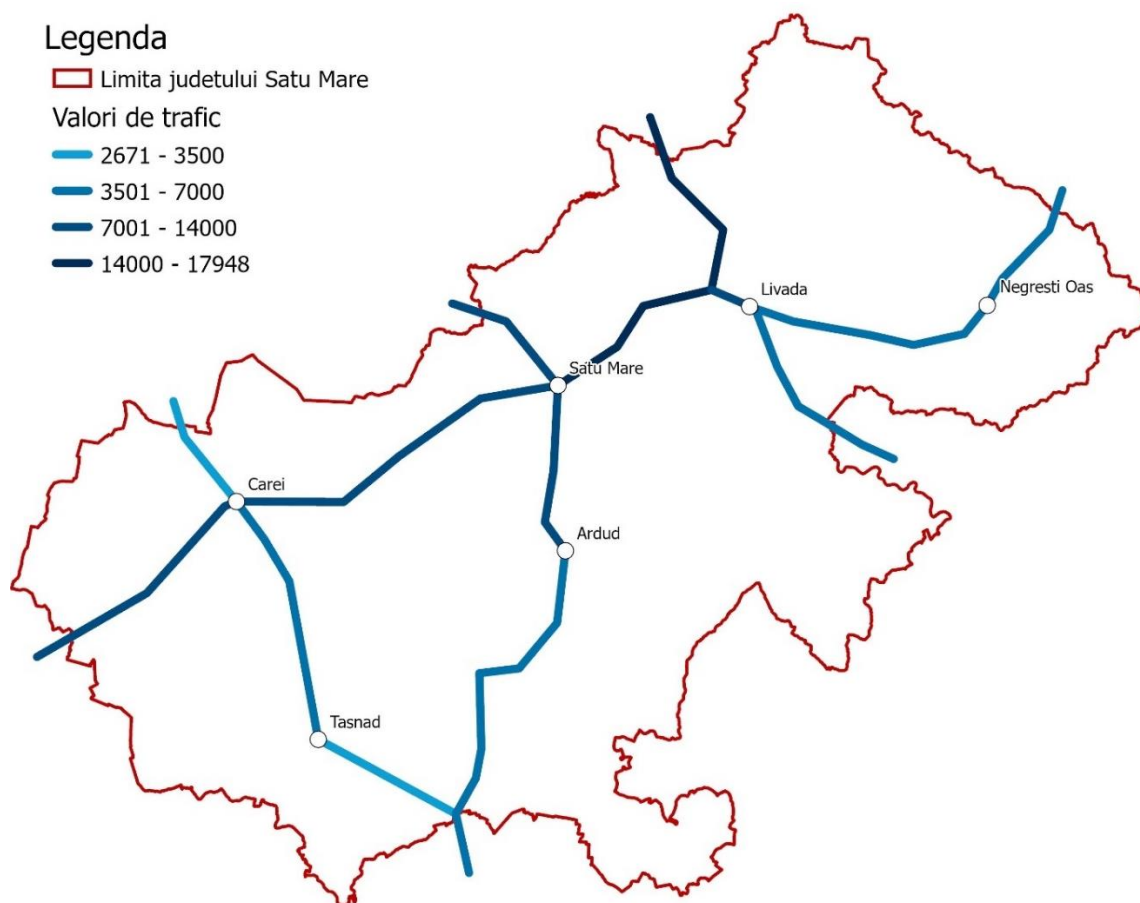 Legenda
Limita judetului Satu Mare
Valori de trafic
2671 - 3500
3501 - 7000
7001 - 14000
14000 - 17948
Livada
Negresti Oas
Satu Mare
Carei
Ardud
Tasnad